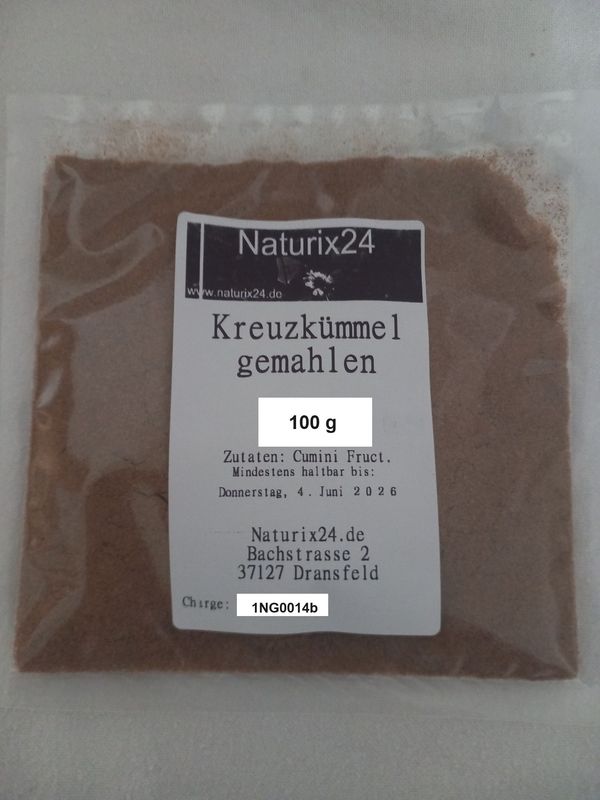 Naturix24
www.naturix24.de
Kreuzkümmel
gemahlen
100 g
Zutaten: Cumini Fruct.
Mindestens haltbar bis:
Donnerstag, 4. Juni 2026
Naturix24.de
Bachstrasse 2
37127 Dransfeld
Charge: 1NG0014b